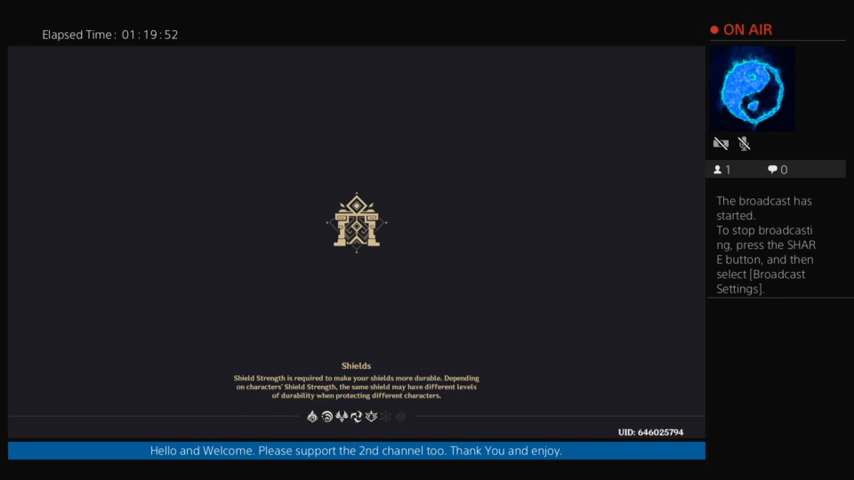 Elapsed Time: 01:19:52
ON AIR
1
0
The broadcast has
started.
To stop broadcasti
ng, press the SHAR
E button, and then
select [Broadcast
Settings].
Shields
Shield Strength is required to make your shields more durable. Depending
on characters' Shield Strength, the same shield may have different levels
of durability when protecting different characters.
UID: 646025794
Hello and Welcome. Please support the 2nd channel too. Thank You and enjoy.